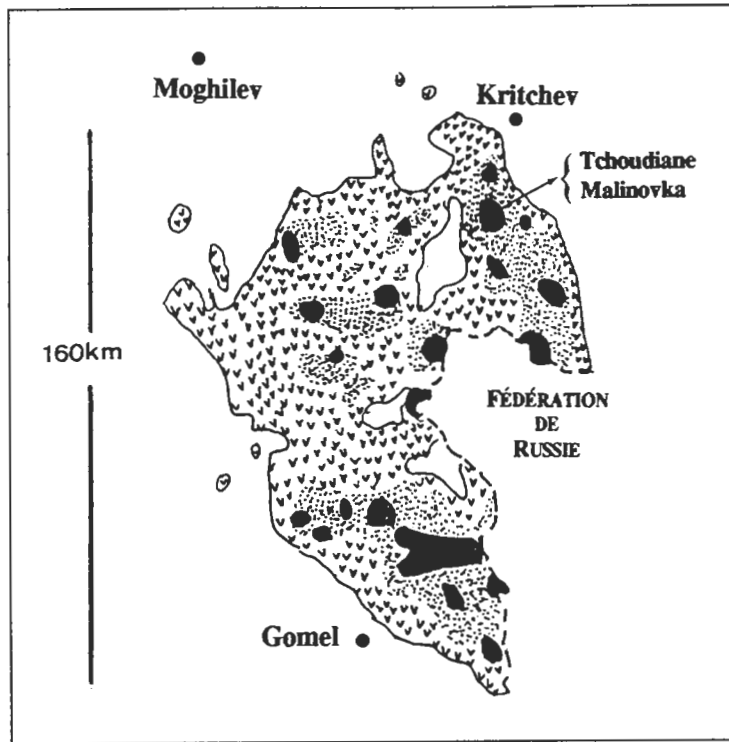 Moghilev
Kritchev
Tchoudiane
Malinovka
160km
FÉDÉRATION
DE
RUSSIE
Gomel